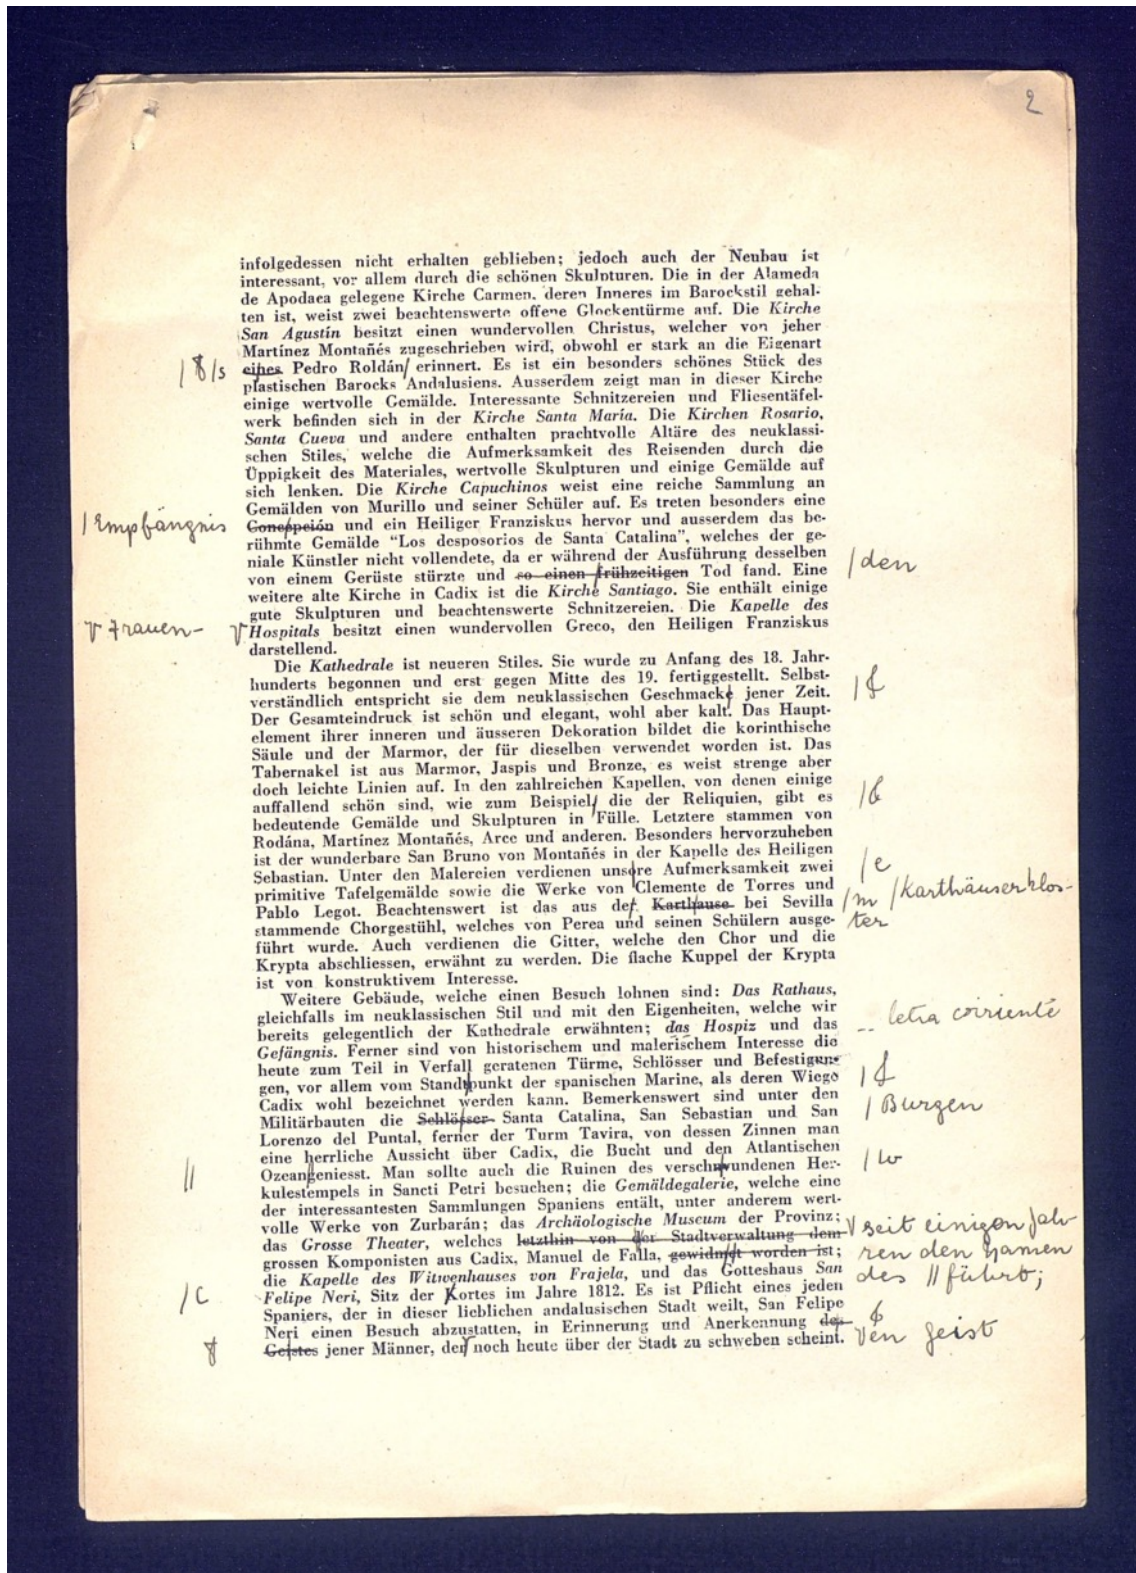 2
infolgedessen nicht erhalten geblieben; jedoch auch der Neubau ist
interessant, vor allem durch die schönen Skulpturen. Die in der Alameda
de Apodaca gelegene Kirche Carmen, deren Inneres im Barockstil gehal-
ten ist, weist zwei beachtenswerte offene Glockentürme auf. Die Kirche
San Agustín besitzt einen wundervollen Christus, welcher von jeher
Martínez Montañés zugeschrieben wird, obwohl er stark an die Eigenart
/s eines Pedro Roldán erinnert. Es ist ein besonders schönes Stück des
plastischen Barocks Andalusiens. Ausserdem zeigt man in dieser Kirche
einige wertvolle Gemälde. Interessante Schnitzereien und Fliesentäfel-
werk befinden sich in der Kirche Santa María. Die Kirchen Rosario,
Santa Cueva und andere enthalten prachtvolle Altäre des neuklassi-
schen Stiles, welche die Aufmerksamkeit des Reisenden durch die
Üppigkeit des Materiales, wertvolle Skulpturen und einige Gemälde auf
sich lenken. Die Kirche Capuchinos weist eine reiche Sammlung an
Gemälden von Murillo und seiner Schüler auf. Es treten besonders eine
/ Empfängnis Conceppción und ein Heiliger Franziskus hervor und ausserdem das be-
rühmte Gemälde “Los desposorios de Santa Catalina”, welches der ge-
niale Künstler nicht vollendete, da er während der Ausführung desselben
von einem Gerüste stürzte und so einen frühzeitigen Tod fand. Eine /den
weitere alte Kirche in Cadix ist die Kirche Santiago. Sie enthält einige
gute Skulpturen und beachtenswerte Schnitzereien. Die Kapelle des
Frauen- Hospitals besitzt einen wundervollen Greco, den Heiligen Franziskus
darstellend.
Die Kathedrale ist neueren Stiles. Sie wurde zu Anfang des 18. Jahr-
hunderts begonnen und erst gegen Mitte des 19. fertiggestellt. Selbst-
verständlich entspricht sie dem neuklassischen Geschmacke jener Zeit.
Der Gesamteindruck ist schön und elegant, wohl aber kalt. Das Haupt-
element ihrer inneren und äusseren Dekoration bildet die korinthische
Säule und der Marmor, der für dieselben verwendet worden ist. Das
Tabernakel ist aus Marmor, Jaspis und Bronze, es weist strenge aber
doch leichte Linien auf. In den zahlreichen Kapellen, von denen einige
auffallend schön sind, wie zum Beispiel, die der Reliquien, gibt es
bedeutende Gemälde und Skulpturen in Fülle. Letztere stammen von
Rodána, Martínez Montañés, Arce und anderen. Besonders hervorzuheben
ist der wunderbare San Bruno von Montañés in der Kapelle des Heiligen
Sebastian. Unter den Malereien verdienen unsore Aufmerksamkeit zwei /e
primitive Tafelgemälde sowie die Werke von Clemente de Torres und
Pablo Legot. Beachtenswert ist das aus der Karthause bei Sevilla /m /Karthäuserklos-
stammende Chorgestühl, welches von Perea und seinen Schülern ausge- ter
führt wurde. Auch verdienen die Gitter, welche den Chor und die
Krypta abschliessen, erwähnt zu werden. Die flache Kuppel der Krypta
ist von konstruktivem Interesse.
Weitere Gebäude, welche einen Besuch lohnen sind: Das Rathaus,
gleichfalls im neuklassischen Stil und mit den Eigenheiten, welche wir
bereits gelegentlich der Kathedrale erwähnten; das Hospiz und das -- letra corriente
Gefängnis. Ferner sind von historischem und malerischem Interesse die
heute zum Teil in Verfall geratenen Türme, Schlösser und Befestigun-
gen, vor allem vom Standtpunkt der spanischen Marine, als deren Wiege
Cadix wohl bezeichnet werden kann. Bemerkenswert sind unter den
Militärbauten die Schlösser Santa Catalina, San Sebastian und San / Burgen
Lorenzo del Puntal, ferner der Turm Tavira, von dessen Zinnen man
eine herrliche Aussicht über Cadix, die Bucht und den Atlantischen
Ozean geniesst. Man sollte auch die Ruinen des verschwundenen Her- /w
kulestempels in Sancti Petri besuchen; die Gemäldegalerie, welche eine
der interessantesten Sammlungen Spaniens entält, unter anderem wert-
volle Werke von Zurbarán; das Archäologische Museum der Provinz;
das Grosse Theater, welches letzthin von der Stadtverwaltung dem seit einigen Jah-
grossen Komponisten aus Cadix, Manuel de Falla, gewidmet worden ist; ren den namen
die Kapelle des Witwenhauses von Frajela, und das Gotteshaus San des // führt;
/C Felipe Neri, Sitz der Kortes im Jahre 1812. Es ist Pflicht eines jeden
Spaniers, der in dieser lieblichen andalusischen Stadt weilt, San Felipe
Neri einen Besuch abzustatten, in Erinnerung und Anerkennung des
Geistes jener Männer, der noch heute über der Stadt zu schweben scheint. en geist